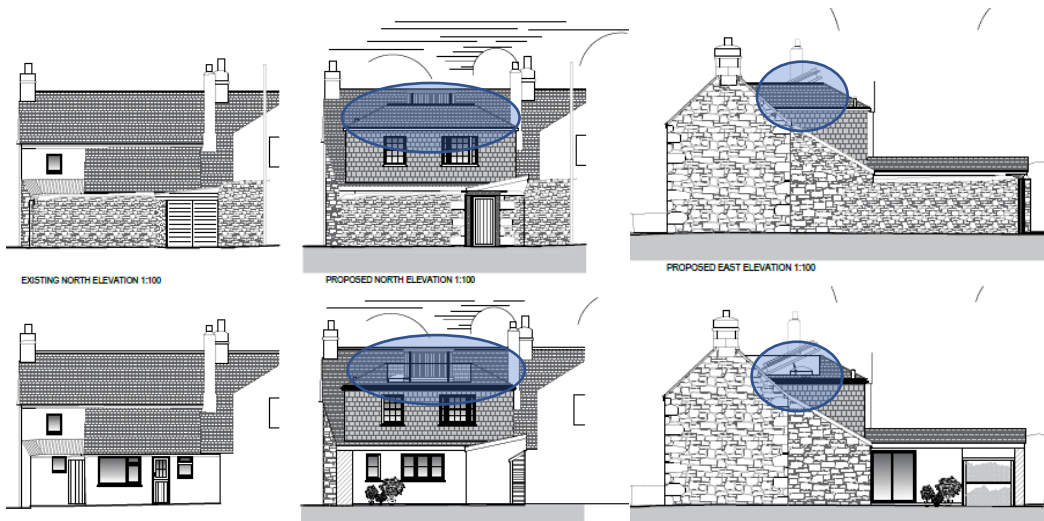 EXISTING NORTH ELEVATION 1:100
PROPOSED NORTH ELEVATION 1:100
PROPOSED EAST ELEVATION 1:100